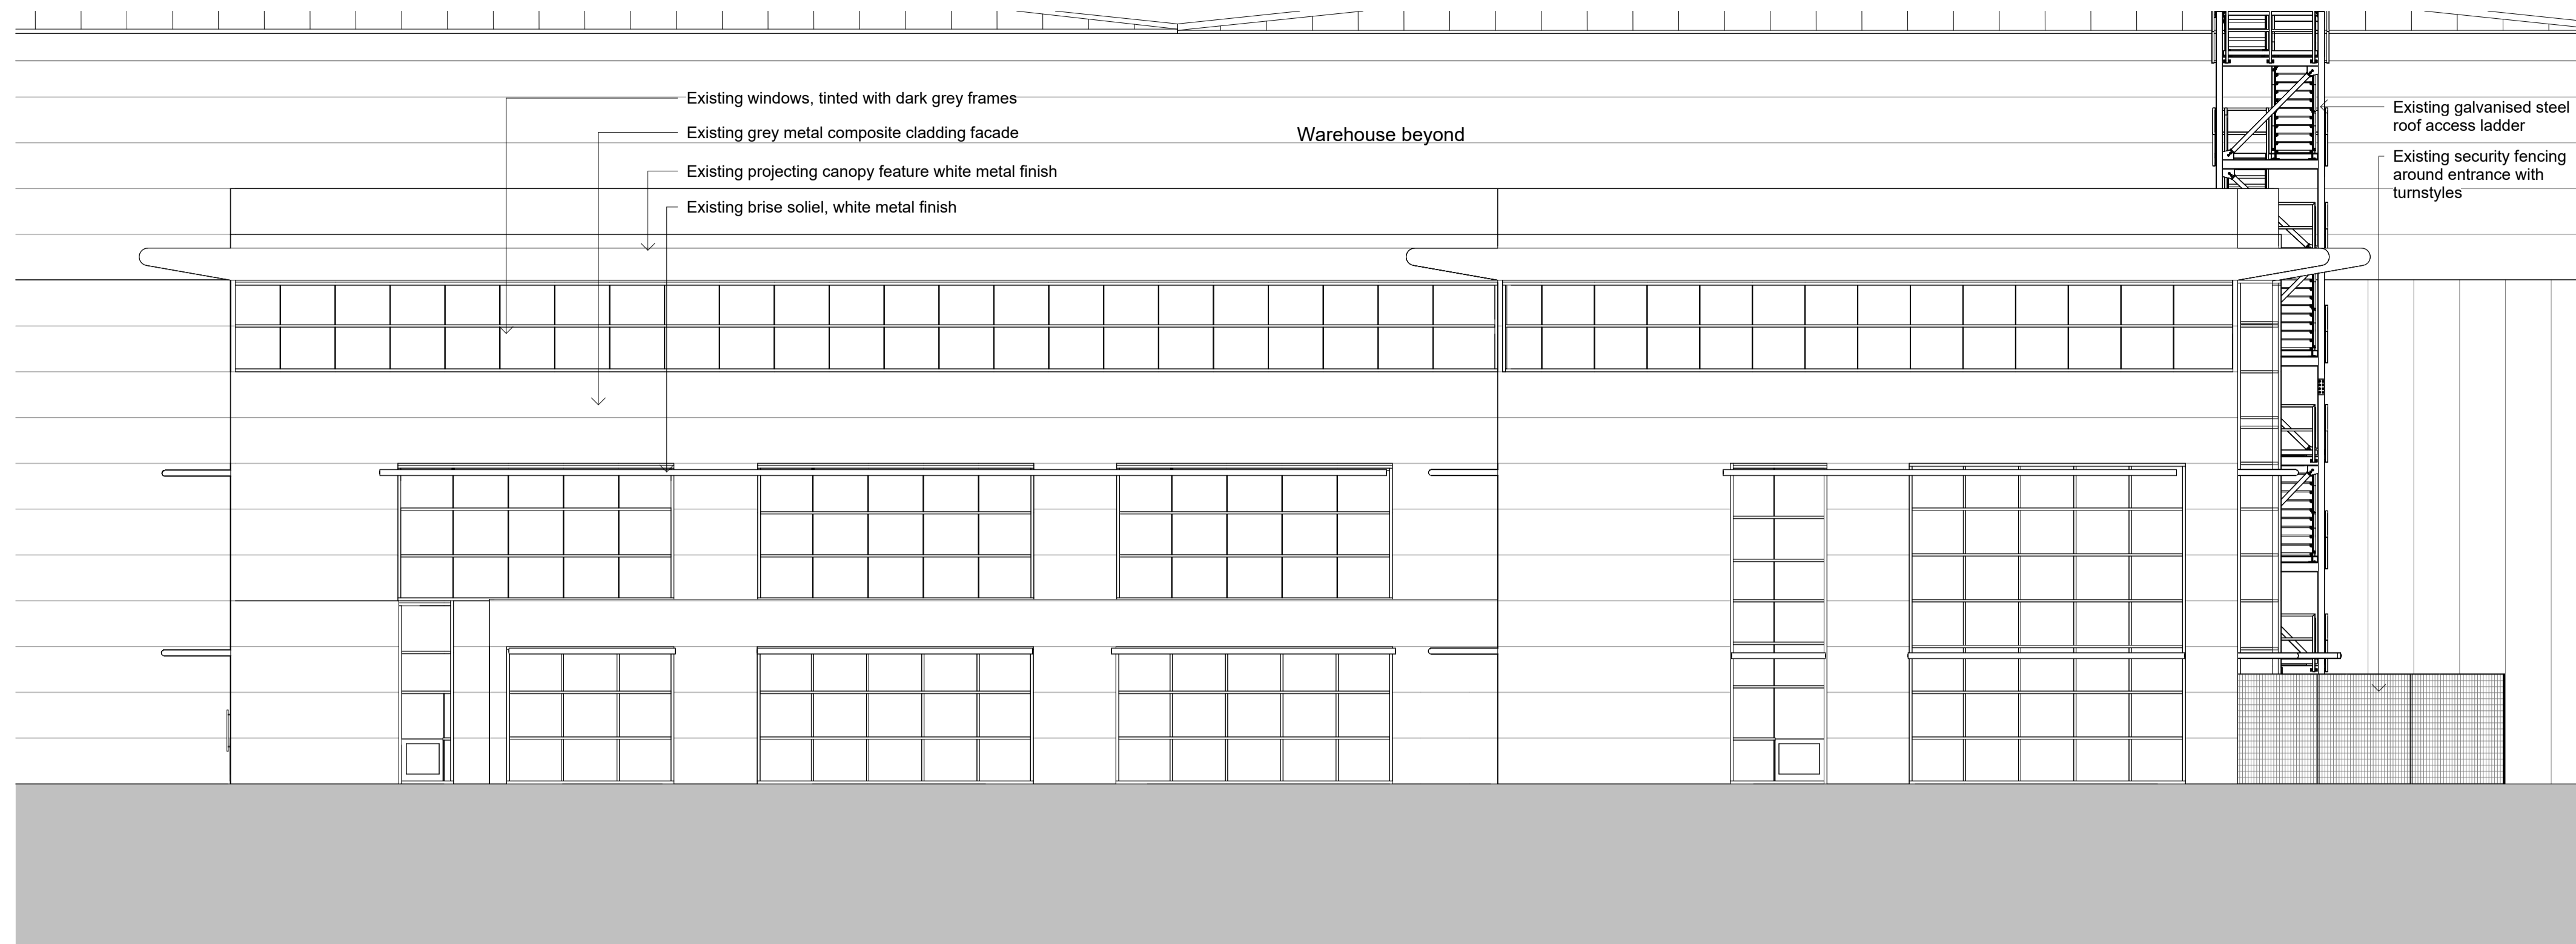 Existing windows, tinted with dark grey frames
Existing grey metal composite cladding facade
Existing projecting canopy feature white metal finish
Existing brise soliel, white metal finish
Warehouse beyond
Existing galvanised steel
roof access ladder
Existing security fencing
around entrance with
turnstyles